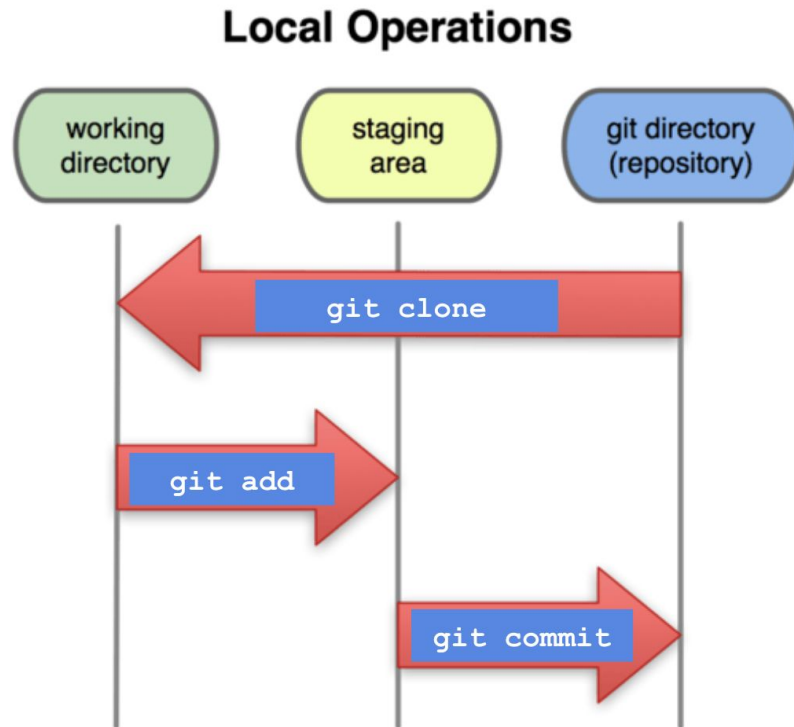 Local Operations
working
directory
staging
area
git directory
(repository)
git clone
git add
git commit